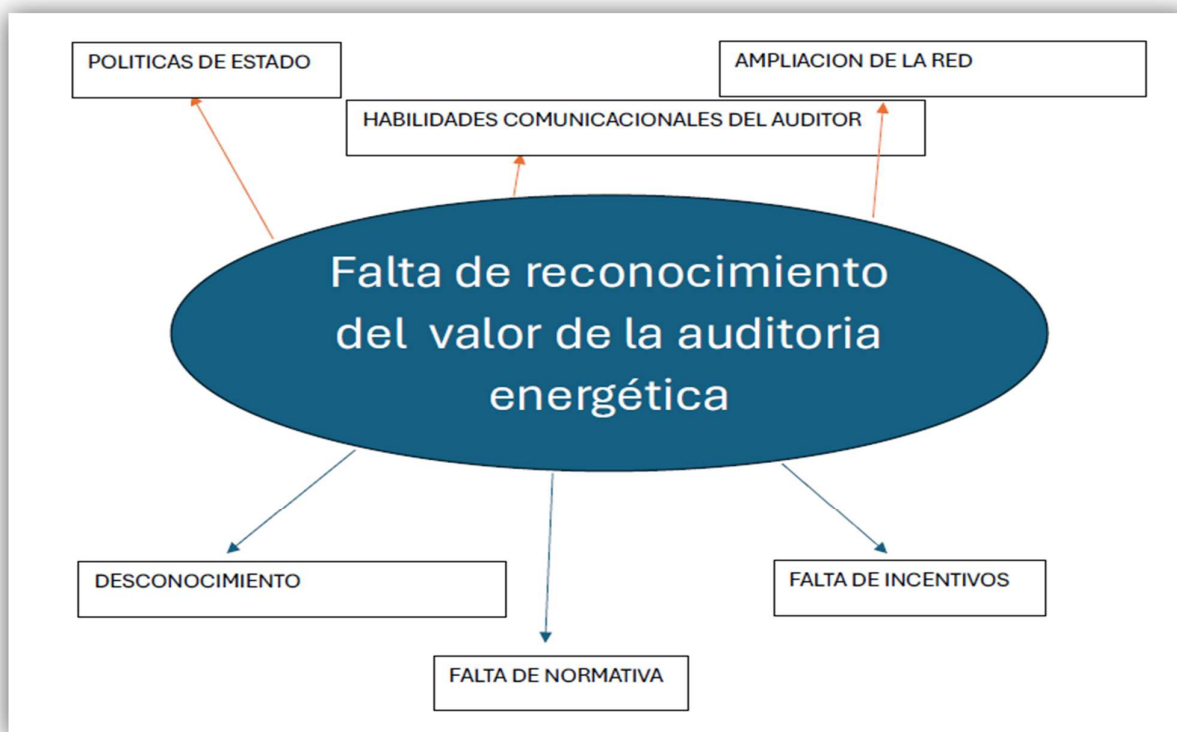 POLITICAS DE ESTADO
AMPLIACION DE LA RED
HABILIDADES COMUNICACIONALES DEL AUDITOR
Falta de reconocimiento
del valor de la auditoria
energética
DESCONOCIMIENTO
FALTA DE INCENTIVOS
FALTA DE NORMATIVA